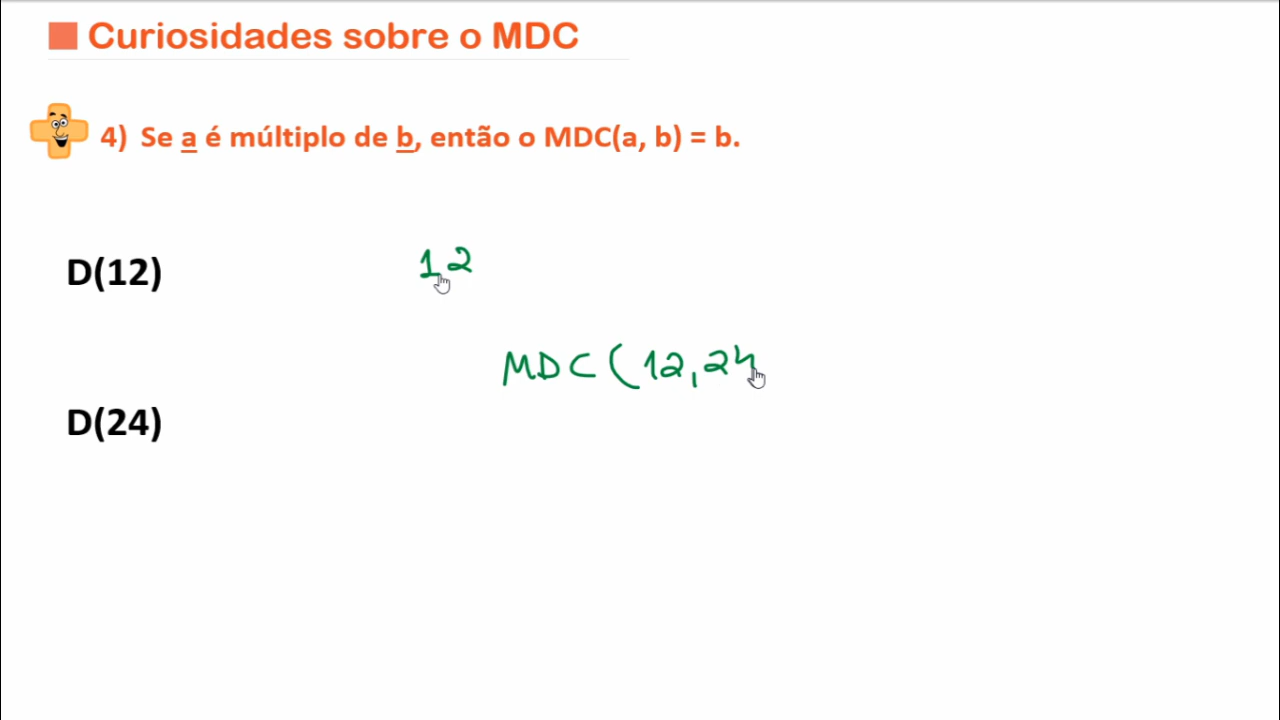 Curiosidades sobre o MDC
4) Se a é múltiplo de b, então o MDC(a, b) = b.
D(12)
12
MDC(12,24
D(24)